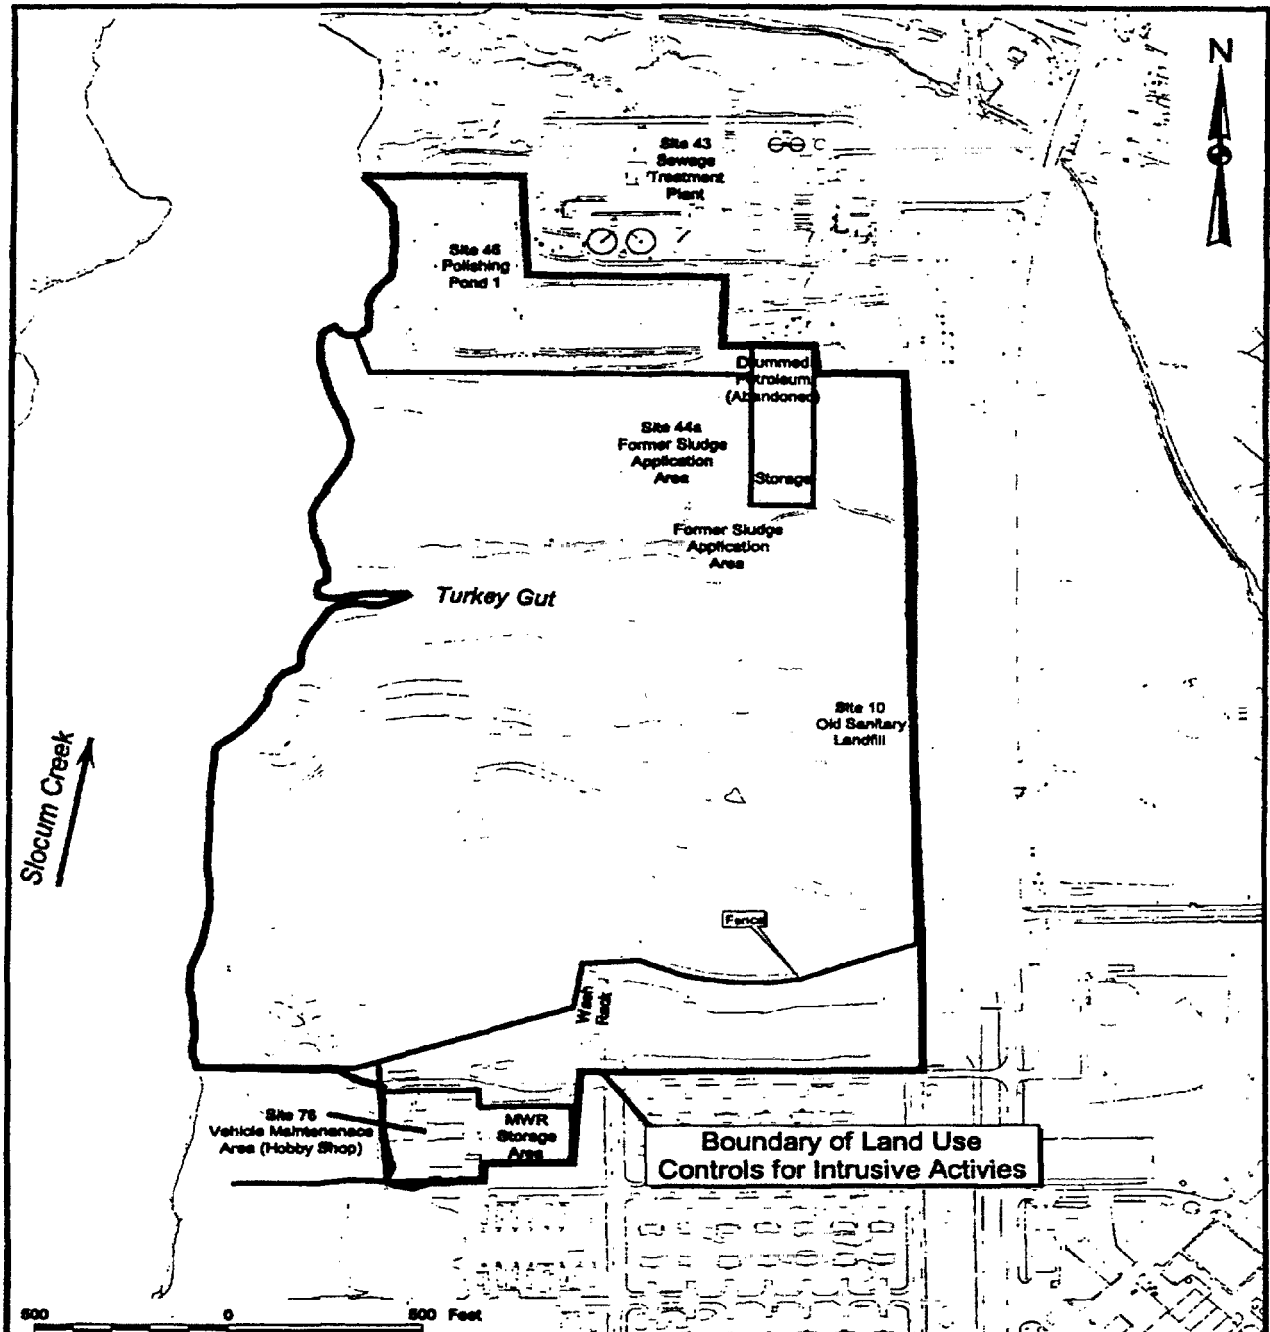 N
Site 43
Sewage
Treatment
Plant
Site 46
Polishing
Pond 1
Drummed
Petroleum
(Abandoned)
Storage
Site 44a
Former Sludge
Application
Area
Former Sludge
Application
Area
Turkey Gut
Site 10
Old Sanitary
Landfill
Slocum Creek
Fence
Wash
Rack
Site 76
Vehicle Maintenenace
Area (Hobby Shop)
MWR
Storage
Area
Boundary of Land Use
Controls for Intrusive Activies
500 0 500 Feet